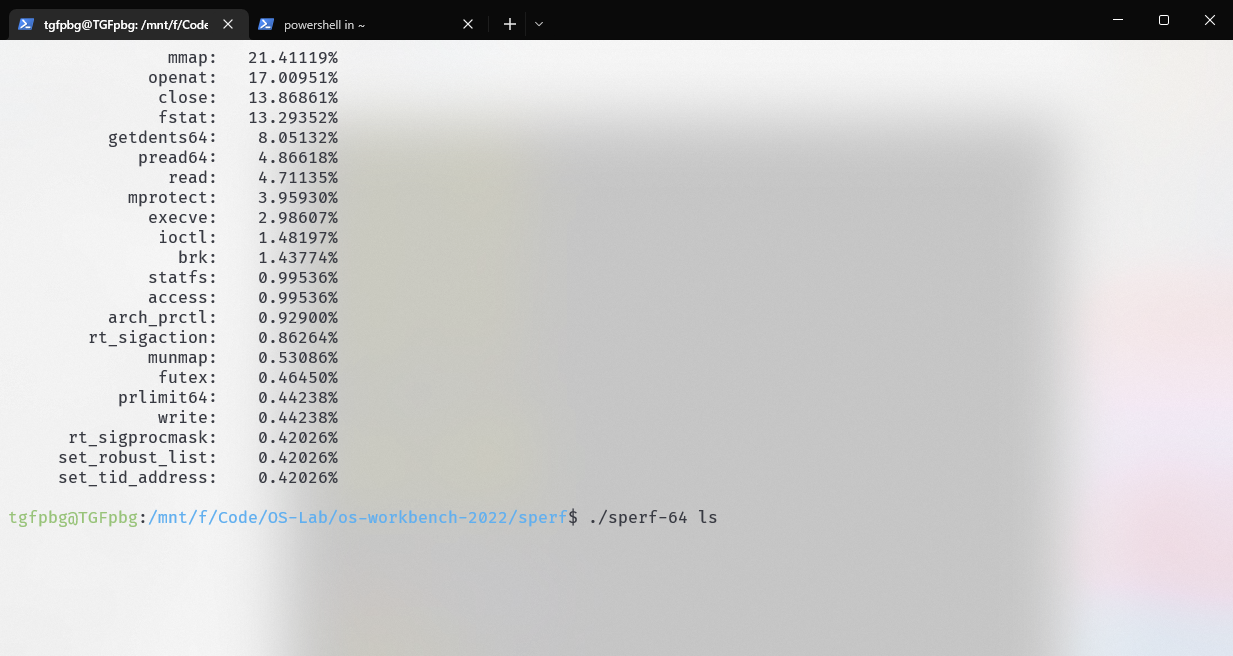 tgfpbg@TGFpbg: /mnt/f/Code
powershell in ~
mmap: 21.41119%
openat: 17.00951%
close: 13.86861%
fstat: 13.29352%
getdents64: 8.05132%
pread64: 4.86618%
read: 4.71135%
mprotect: 3.95930%
execve: 2.98607%
ioctl: 1.48197%
brk: 1.43774%
statfs: 0.99536%
access: 0.99536%
arch_prctl: 0.92900%
rt_sigaction: 0.86264%
munmap: 0.53086%
futex: 0.46450%
prlimit64: 0.44238%
write: 0.44238%
rt_sigprocmask: 0.42026%
set_robust_list: 0.42026%
set_tid_address: 0.42026%
tgfpbg@TGFpbg:/mnt/f/Code/OS-Lab/os-workbench-2022/sperf$ ./sperf-64 ls